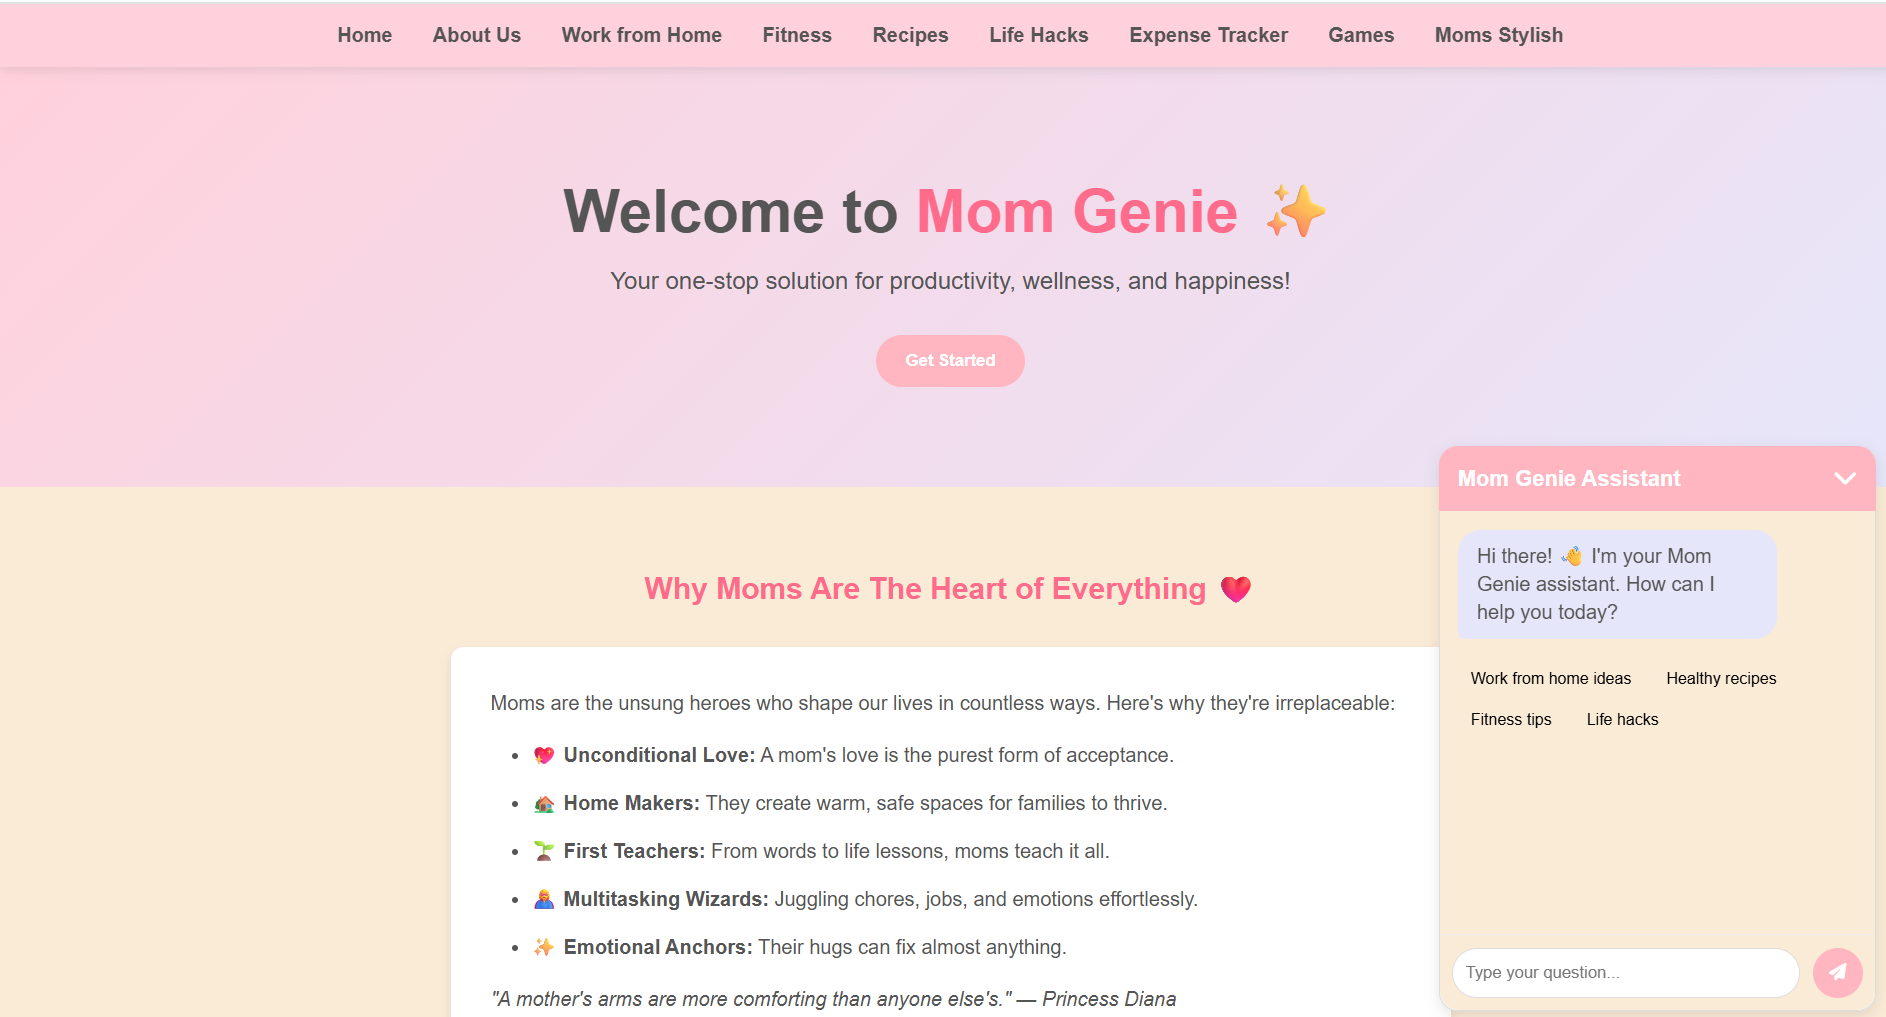 Home About Us Work from Home Fitness Recipes Life Hacks Expense Tracker Games Moms Stylish
Welcome to Mom Genie ✨
Your one-stop solution for productivity, wellness, and happiness!
Get Started
Why Moms Are The Heart of Everything ❤️
Moms are the unsung heroes who shape our lives in countless ways. Here's why they're irreplaceable:
• 💖 Unconditional Love: A mom's love is the purest form of acceptance.
• 🏡 Home Makers: They create warm, safe spaces for families to thrive.
• 🌱 First Teachers: From words to life lessons, moms teach it all.
• 🦸‍♀️ Multitasking Wizards: Juggling chores, jobs, and emotions effortlessly.
• ✨ Emotional Anchors: Their hugs can fix almost anything.
"A mother's arms are more comforting than anyone else's." — Princess Diana
Mom Genie Assistant
Hi there! 👋 I'm your Mom
Genie assistant. How can I
help you today?
Work from home ideas Healthy recipes
Fitness tips Life hacks
Type your question...